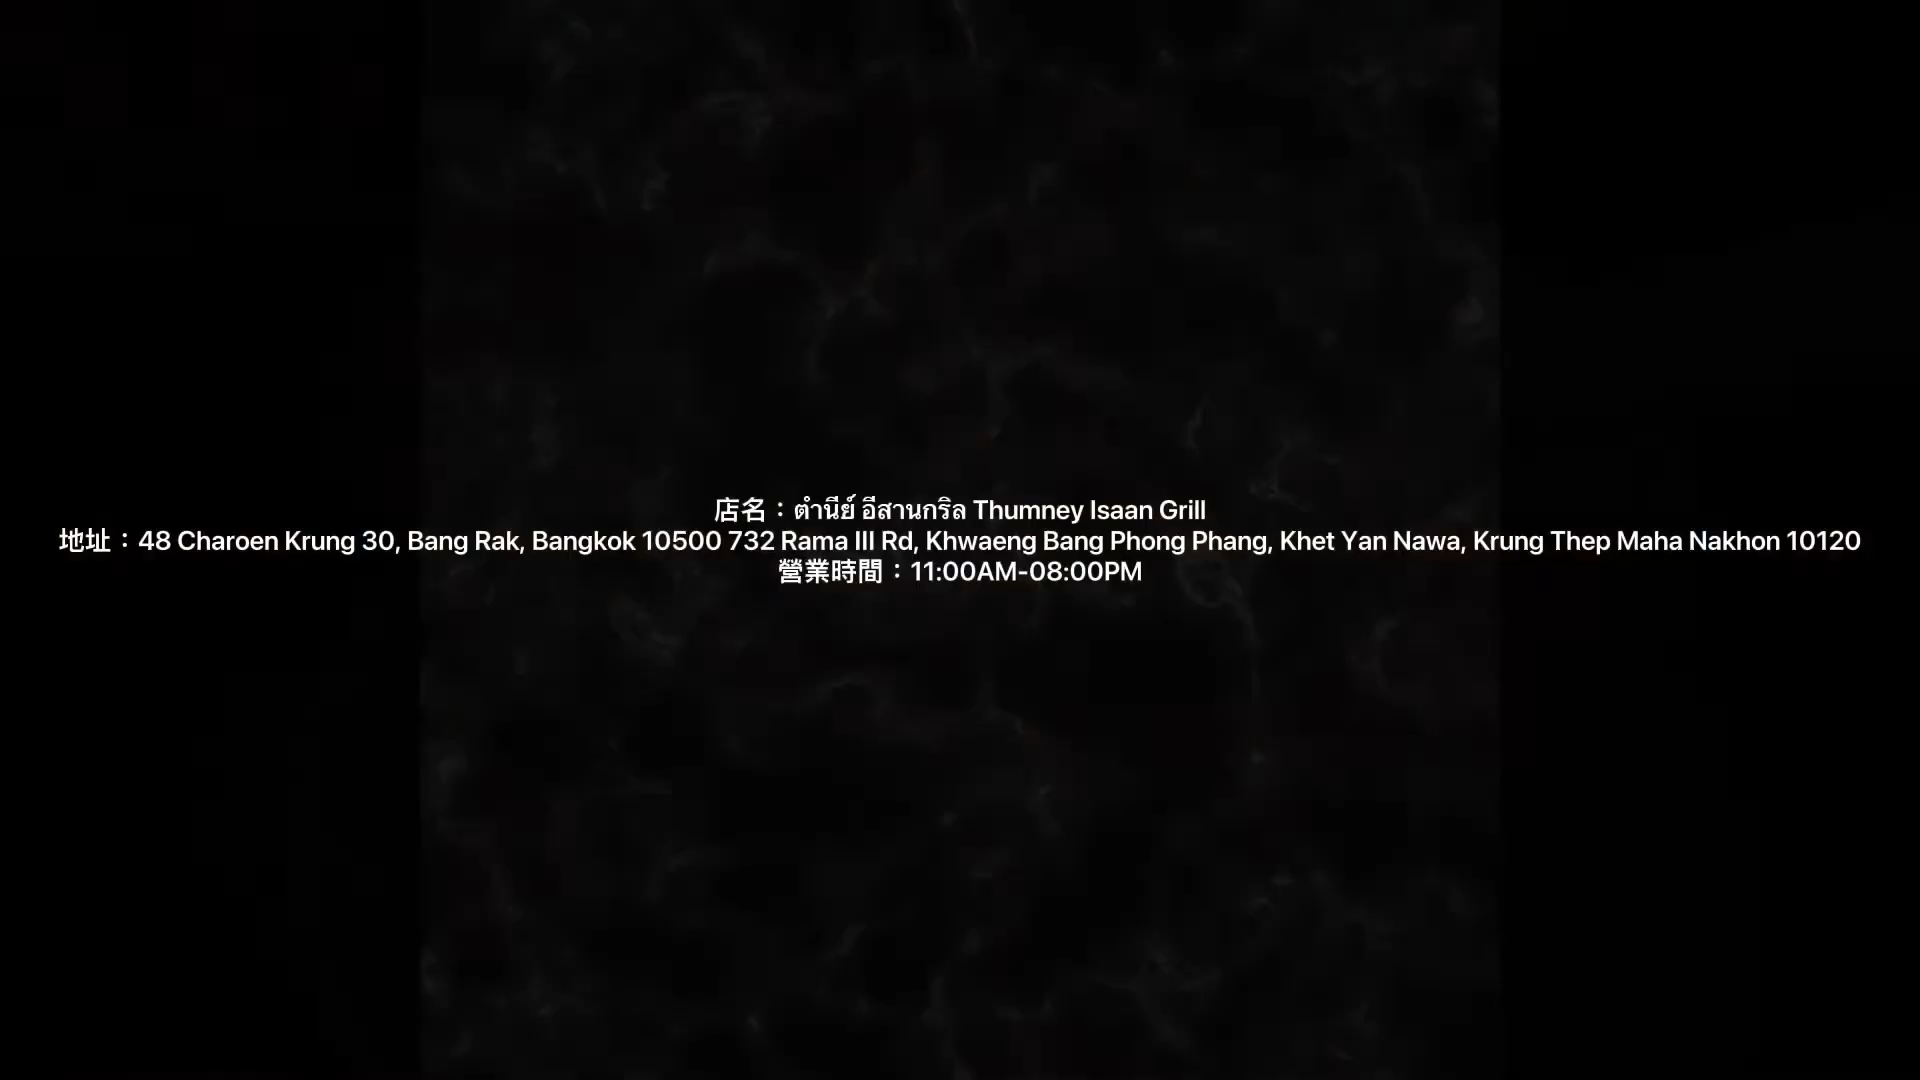 店名：ตำนีย์ อีสานกริล Thumney Isaan Grill
地址：48 Charoen Krung 30, Bang Rak, Bangkok 10500 732 Rama III Rd, Khwaeng Bang Phong Phang, Khet Yan Nawa, Krung Thep Maha Nakhon 10120
營業時間：11:00AM-08:00PM